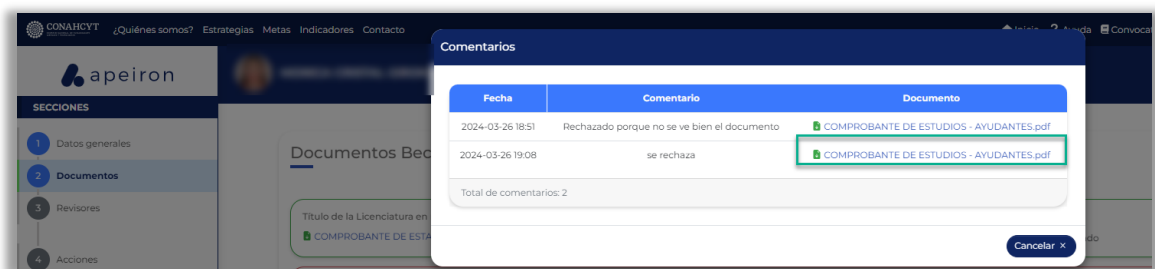 CONAHCYT ¿Quiénes somos? Estrategias Metas Indicadores Contacto
Inicio ? Ayuda Convocat
apeiron
SECCIONES
1 Datos generales
2 Documentos
3 Revisores
4 Acciones
Documentos Bec
Título de la Licenciatura en
COMPROBANTE DE ESTA
do
Comentarios
Fecha Comentario Documento
2024-03-26 18:51 Rechazado porque no se ve bien el documento COMPROBANTE DE ESTUDIOS - AYUDANTES.pdf
2024-03-26 19:08 se rechaza COMPROBANTE DE ESTUDIOS - AYUDANTES.pdf
Total de comentarios: 2
Cancelar ×